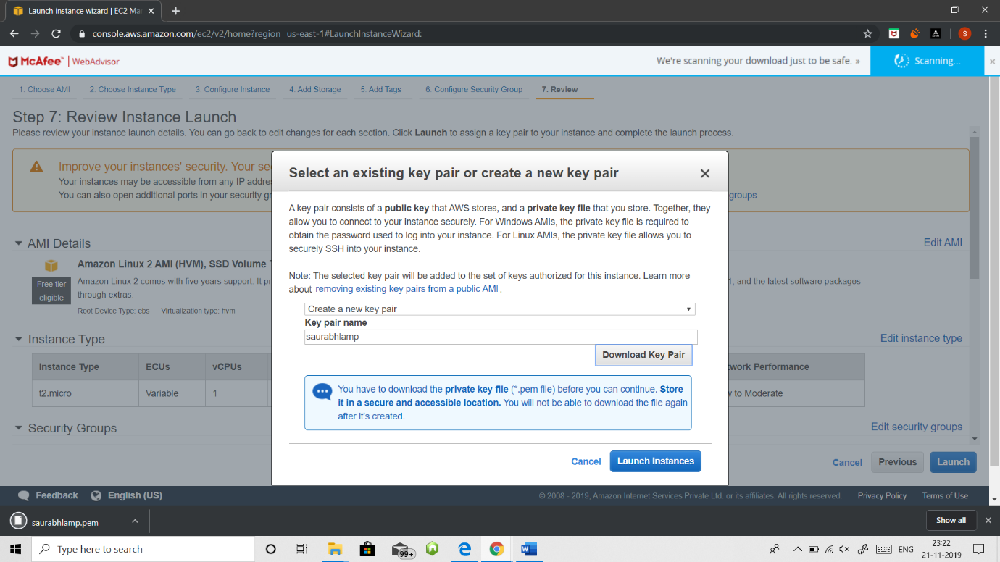 Launch instance wizard | EC2 Ma
console.aws.amazon.com/ec2/v2/home?region=us-east-1#LaunchInstanceWizard:
S
McAfee™ | WebAdvisor
We're scanning your download just to be safe. »
Scanning...
1. Choose AMI 2. Choose Instance Type 3. Configure Instance 4. Add Storage 5. Add Tags 6. Configure Security Group 7. Review
Step 7: Review Instance Launch
Please review your instance launch details. You can go back to edit changes for each section. Click Launch to assign a key pair to your instance and complete the launch process.
Improve your instances' security. Your se
Your instances may be accessible from any IP addre
You can also open additional ports in your security gr
groups
Select an existing key pair or create a new key pair
A key pair consists of a public key that AWS stores, and a private key file that you store. Together, they
allow you to connect to your instance securely. For Windows AMIs, the private key file is required to
obtain the password used to log into your instance. For Linux AMIs, the private key file allows you to
securely SSH into your instance.
Note: The selected key pair will be added to the set of keys authorized for this instance. Learn more
about removing existing key pairs from a public AMI .
Create a new key pair
Key pair name
saurabhlamp
Download Key Pair
You have to download the private key file (*.pem file) before you can continue. Store
it in a secure and accessible location. You will not be able to download the file again
after it's created.
Cancel Launch Instances
AMI Details
Edit AMI
Amazon Linux 2 AMI (HVM), SSD Volume
Free tier
eligible
Amazon Linux 2 comes with five years support. It pr
1, and the latest software packages
through extras.
Root Device Type: ebs Virtualization type: hvm
Instance Type
Edit instance type
Instance Type ECUs vCPUs
work Performance
t2.micro Variable 1
to Moderate
Security Groups
Edit security groups
Cancel Previous Launch
Feedback English (US)
© 2008 - 2019, Amazon Internet Services Private Ltd. or its affiliates. All rights reserved. Privacy Policy Terms of Use
saurabhlamp.pem
Show all
Type here to search
99+
ENG
23:22
21-11-2019